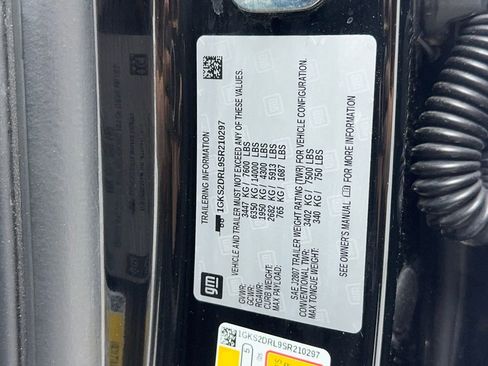 TRAILERING INFORMATION
1GKS2DRL9SR210297
VEHICLE AND TRAILER MUST NOT EXCEED ANY OF THESE VALUES.
GVWR: 3447 KG / 7600 LBS
GCWR: 6350 KG / 14000 LBS
RGAWR: 1950 KG / 4300 LBS
CURB WEIGHT: 2682 KG / 5913 LBS
MAX PAYLOAD: 765 KG / 1687 LBS
SAE J2807 TRAILER WEIGHT RATING (TWR) FOR VEHICLE CONFIGURATION.
CONVENTIONAL TWR: 3402 KG / 7500 LBS
MAX TONGUE WEIGHT: 340 KG / 750 LBS
SEE OWNER'S MANUAL FOR MORE INFORMATION
gm
1GKS2DRL9SR210297